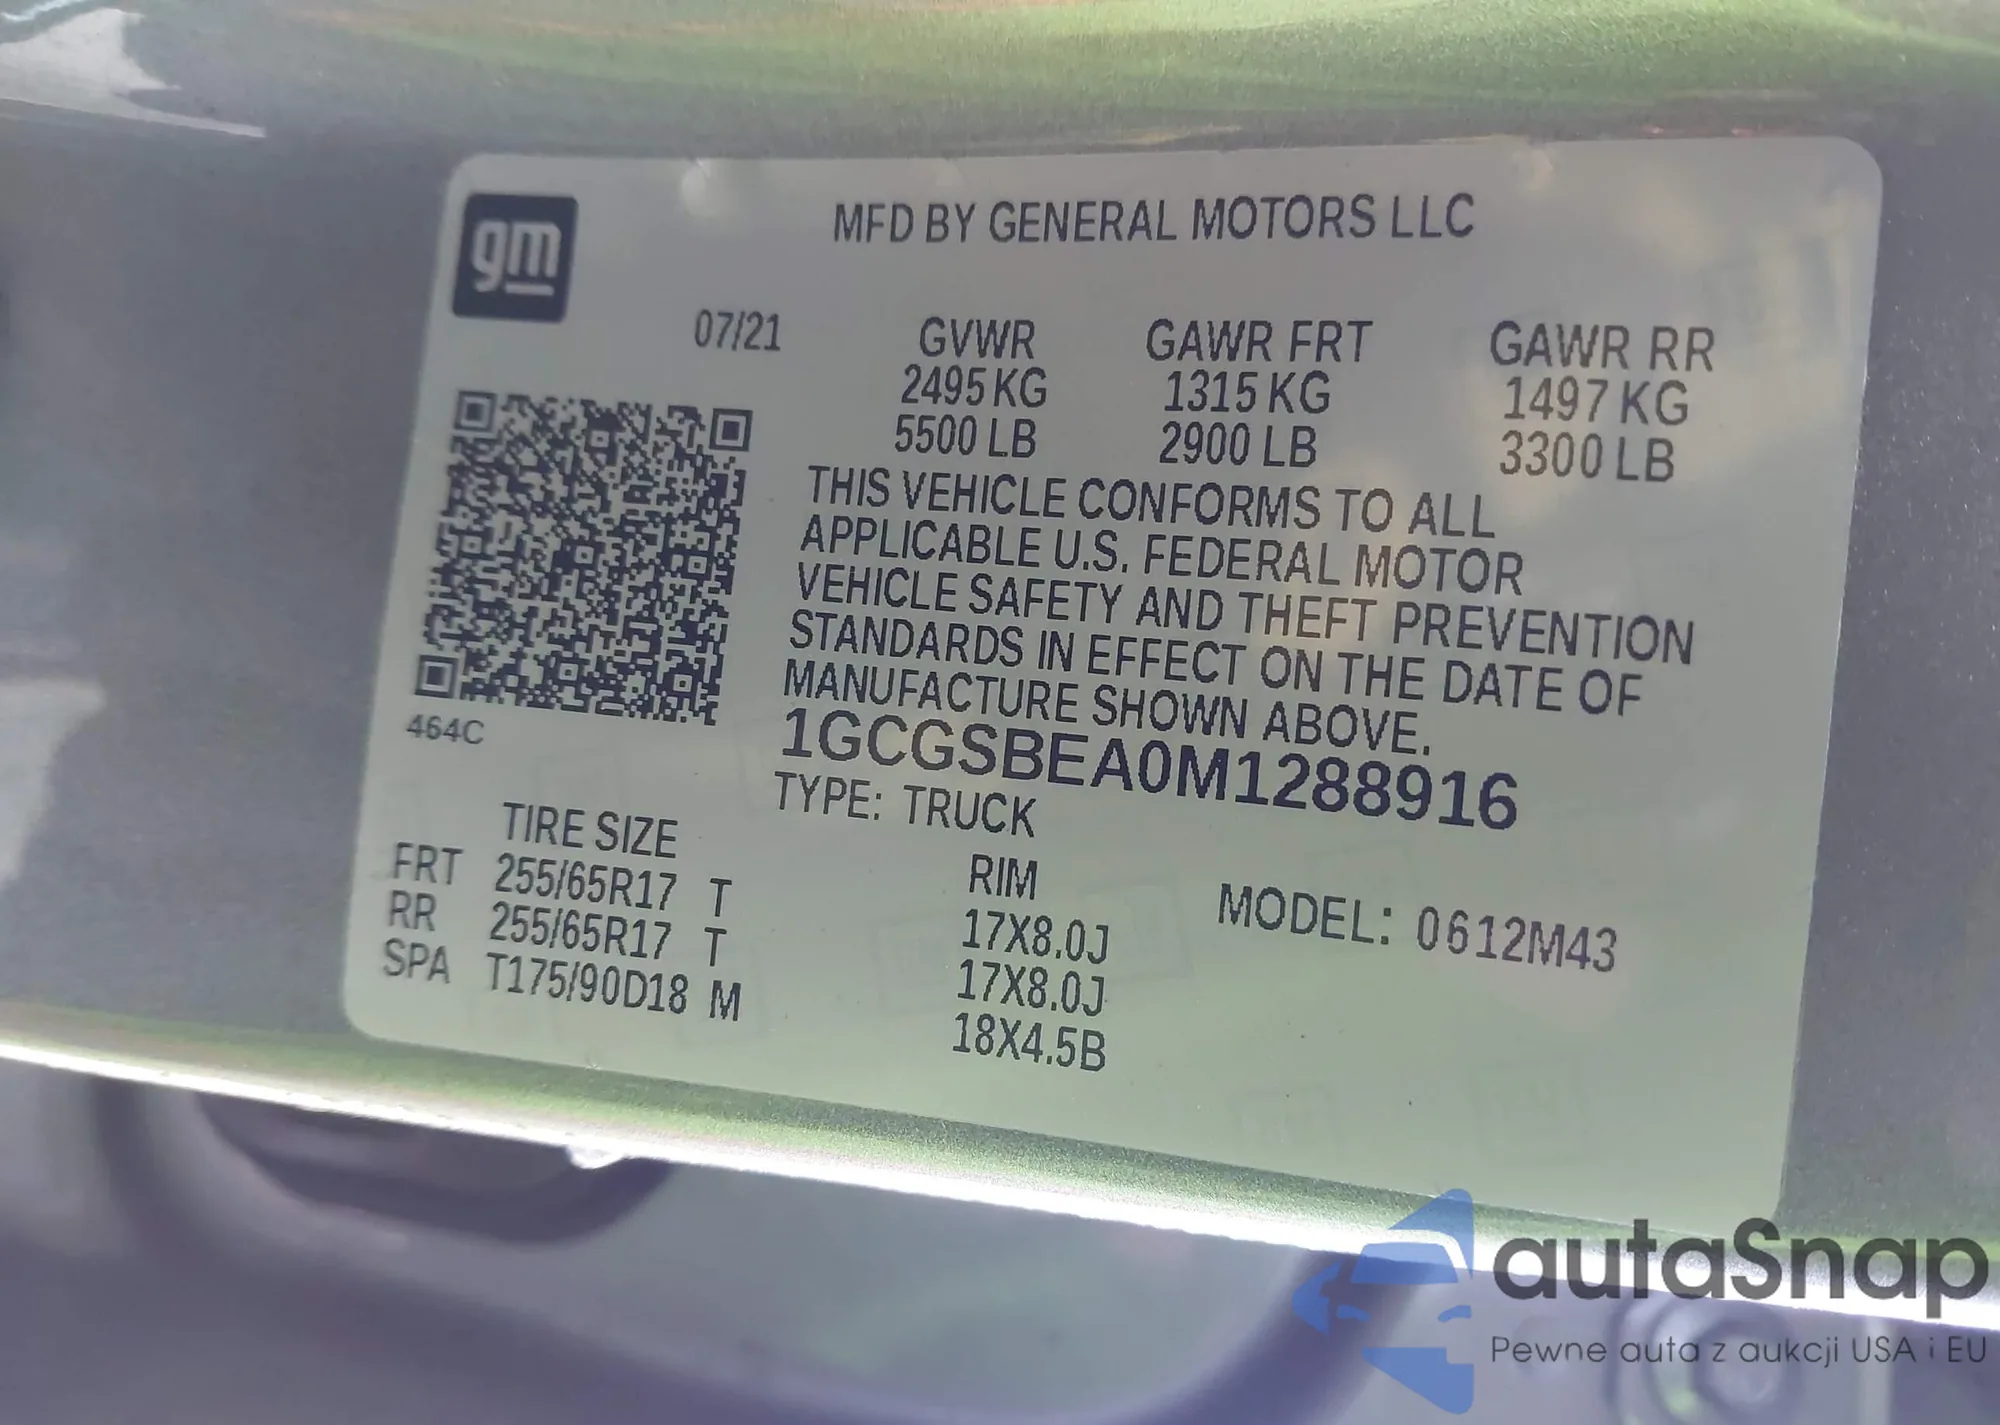 gm
MFD BY GENERAL MOTORS LLC
07/21
GVWR GAWR FRT GAWR RR
2495 KG 1315 KG 1497 KG
5500 LB 2900 LB 3300 LB
THIS VEHICLE CONFORMS TO ALL
APPLICABLE U.S. FEDERAL MOTOR
VEHICLE SAFETY AND THEFT PREVENTION
STANDARDS IN EFFECT ON THE DATE OF
MANUFACTURE SHOWN ABOVE.
464C
1GCGSBEA0M1288916
TYPE: TRUCK
TIRE SIZE RIM
FRT 255/65R17 T 17X8.0J
RR 255/65R17 T 17X8.0J
SPA T175/90D18 M 18X4.5B
MODEL: 0612M43
autaSnap
Pewne auta z aukcji USA i EU